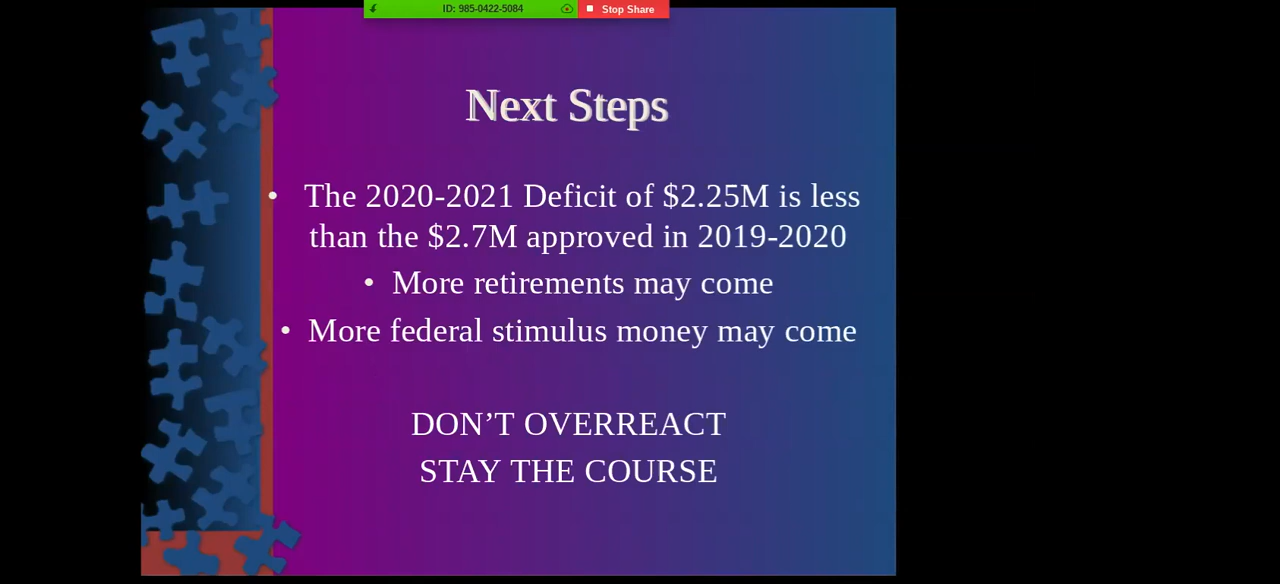 ID: 985-0422-5084
Stop Share
Next Steps
• The 2020-2021 Deficit of $2.25M is less
than the $2.7M approved in 2019-2020
• More retirements may come
• More federal stimulus money may come
DON’T OVERREACT
STAY THE COURSE